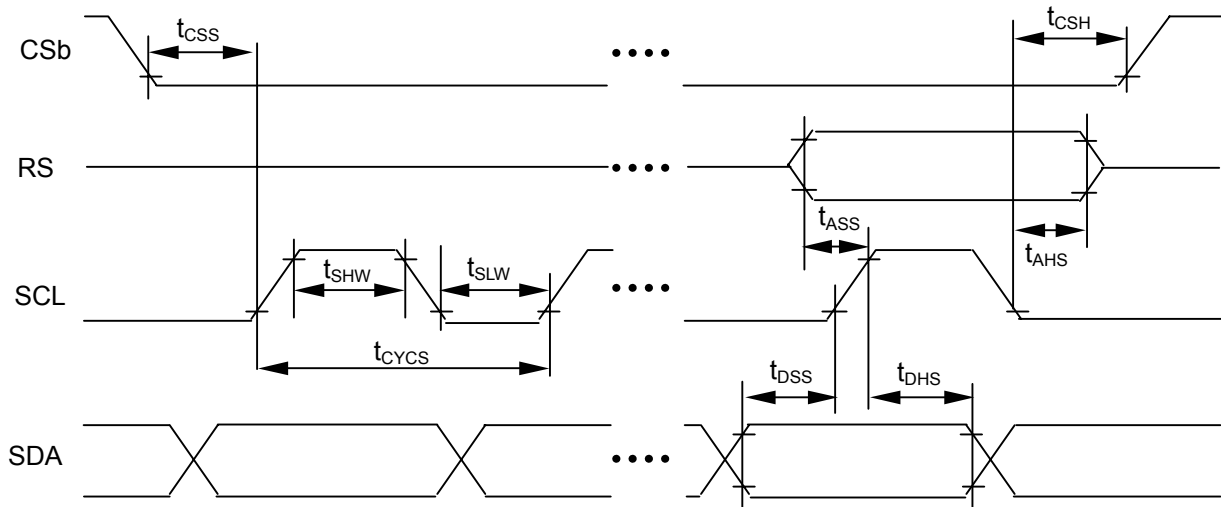 CSb
tCSS
tCSH
RS
tASS
tAHS
SCL
tSHW
tSLW
tCYCS
tDSS
tDHS
SDA